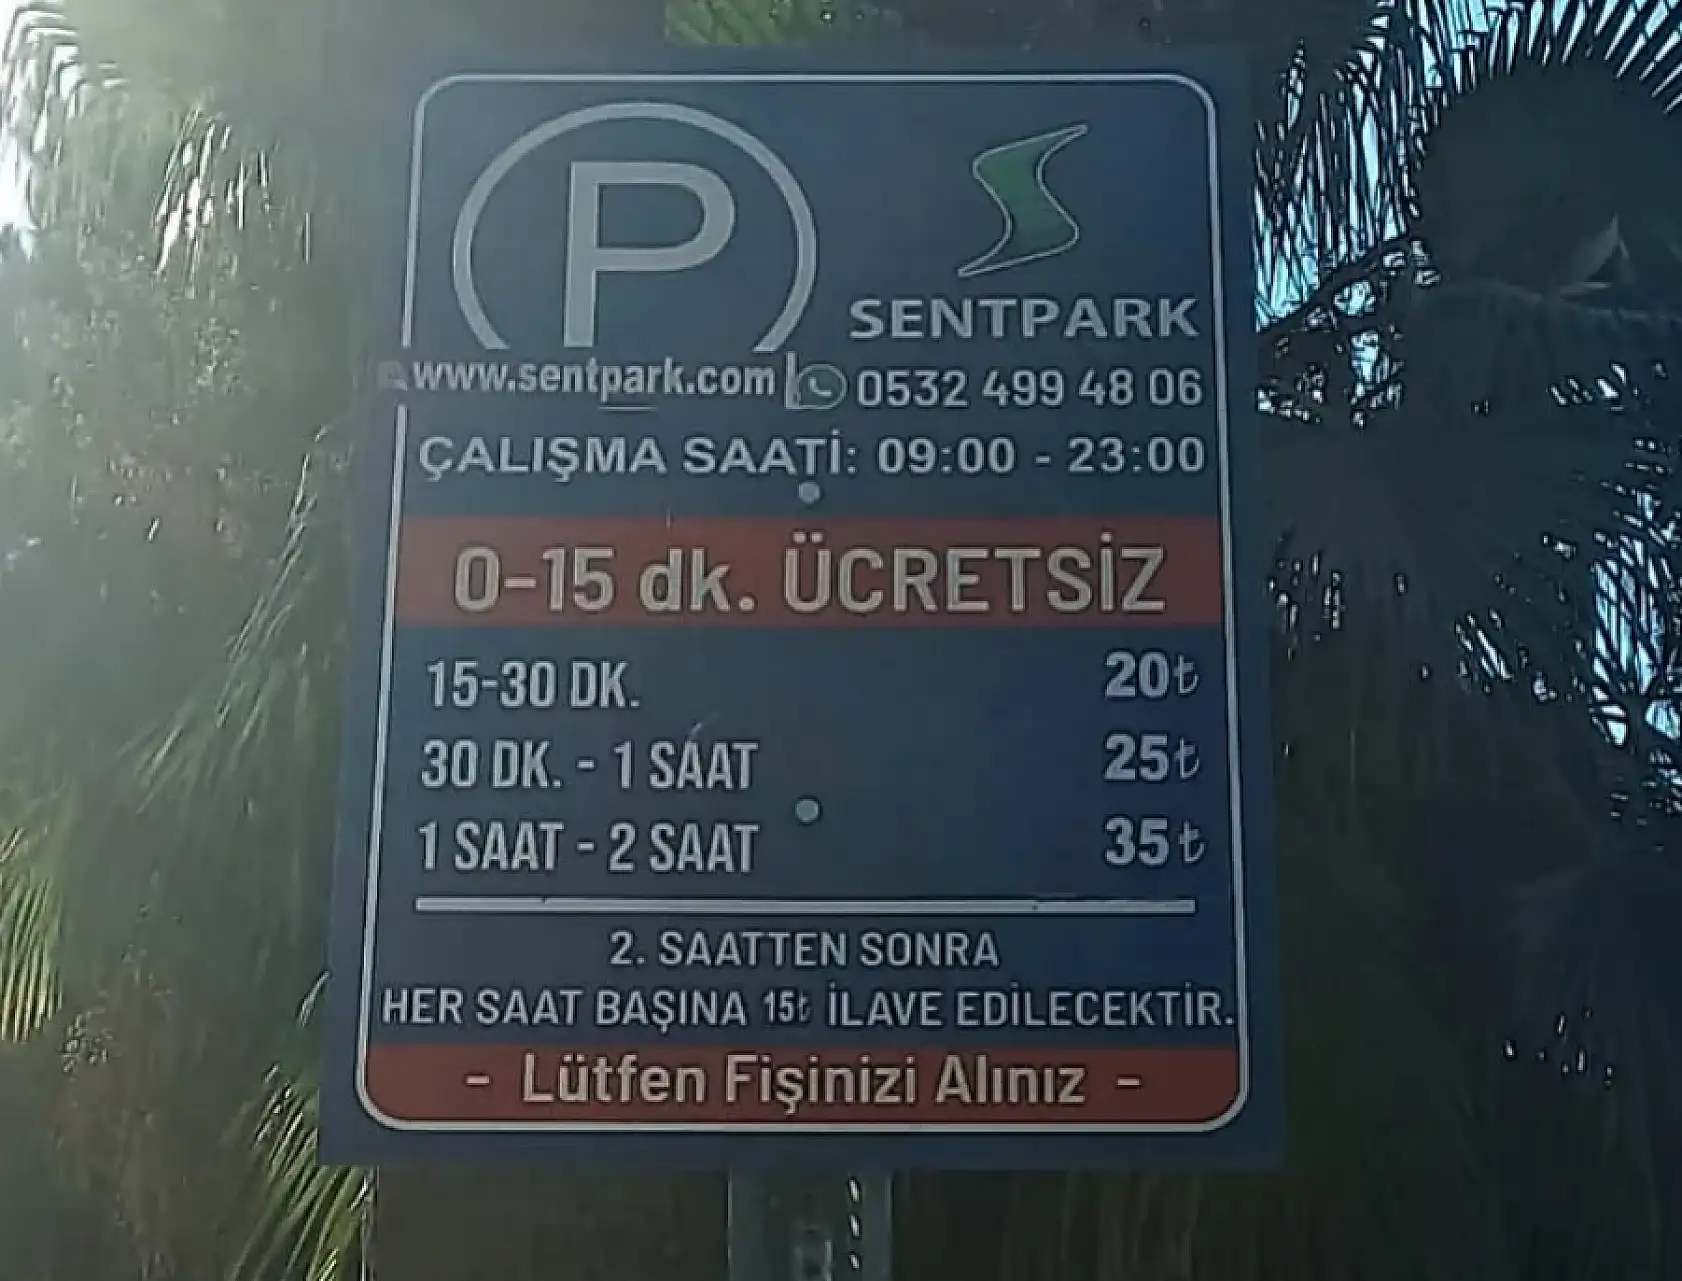 P
SENTPARK
www.sentpark.com 0532 499 48 06
ÇALIŞMA SAATİ: 09:00 - 23:00
0-15 dk. ÜCRETSİZ
15-30 DK. 20₺
30 DK. - 1 SAAT 25₺
1 SAAT - 2 SAAT 35₺
2. SAATTEN SONRA
HER SAAT BAŞINA 15₺ İLAVE EDİLECEKTİR.
- Lütfen Fişinizi Alınız -